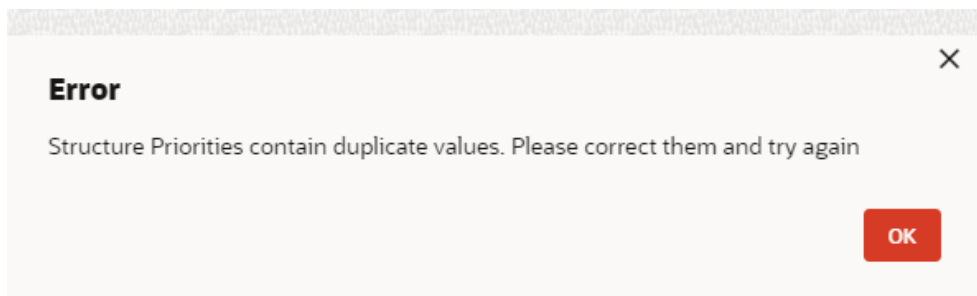 Error
Structure Priorities contain duplicate values. Please correct them and try again
OK